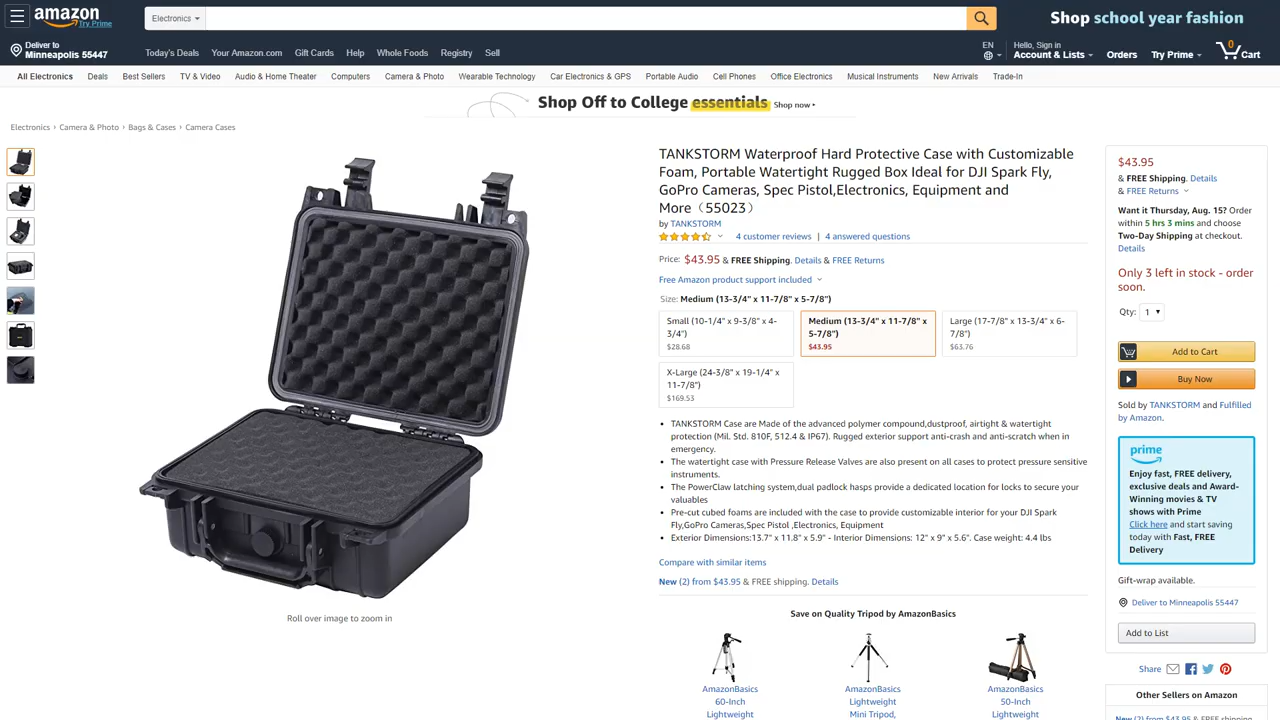 amazon
Try Prime
Electronics
Shop school year fashion
Deliver to
Minneapolis 55447
Today's Deals
Your Amazon.com
Gift Cards
Help
Whole Foods
Registry
Sell
EN
Hello, Sign in
Account & Lists
Orders
Try Prime
0
Cart
All Electronics
Deals
Best Sellers
TV & Video
Audio & Home Theater
Computers
Camera & Photo
Wearable Technology
Car Electronics & GPS
Portable Audio
Cell Phones
Office Electronics
Musical Instruments
New Arrivals
Trade-In
Shop Off to College essentials Shop now ▸
Electronics › Camera & Photo › Bags & Cases › Camera Cases
Roll over image to zoom in
TANKSTORM Waterproof Hard Protective Case with Customizable
Foam, Portable Watertight Rugged Box Ideal for DJI Spark Fly,
GoPro Cameras, Spec Pistol,Electronics, Equipment and
More（55023）
by TANKSTORM
4 customer reviews | 4 answered questions
Price: $43.95 & FREE Shipping. Details & FREE Returns
Free Amazon product support included
Size: Medium (13-3/4" x 11-7/8" x 5-7/8")
Small (10-1/4" x 9-3/8" x 4-
3/4")
$28.68
Medium (13-3/4" x 11-7/8" x
5-7/8")
$43.95
Large (17-7/8" x 13-3/4" x 6-
7/8")
$63.76
X-Large (24-3/8" x 19-1/4" x
11-7/8")
$169.53
• TANKSTORM Case are Made of the advanced polymer compound,dustproof, airtight & watertight
protection (Mil. Std. 810F, 512.4 & IP67). Rugged exterior support anti-crash and anti-scratch when in
emergency.
• The watertight case with Pressure Release Valves are also present on all cases to protect pressure sensitive
instruments.
• The PowerClaw latching system,dual padlock hasps provide a dedicated location for locks to secure your
valuables
• Pre-cut cubed foams are included with the case to provide customizable interior for your DJI Spark
Fly,GoPro Cameras,Spec Pistol ,Electronics, Equipment
• Exterior Dimensions:13.7" x 11.8" x 5.9" - Interior Dimensions: 12" x 9" x 5.6". Case weight: 4.4 lbs
Compare with similar items
New (2) from $43.95 & FREE shipping. Details
Save on Quality Tripod by AmazonBasics
AmazonBasics
60-Inch
Lightweight
AmazonBasics
Lightweight
Mini Tripod,
AmazonBasics
50-Inch
Lightweight
$43.95
& FREE Shipping. Details
& FREE Returns
Want it Thursday, Aug. 15? Order
within 5 hrs 3 mins and choose
Two-Day Shipping at checkout.
Details
Only 3 left in stock - order
soon.
Qty: 1
Add to Cart
Buy Now
Sold by TANKSTORM and Fulfilled
by Amazon.
prime
Enjoy fast, FREE delivery,
exclusive deals and Award-
Winning movies & TV
shows with Prime
Click here and start saving
today with Fast, FREE
Delivery
Gift-wrap available.
Deliver to Minneapolis 55447
Add to List
Share
Other Sellers on Amazon
New (2) from $43.95 & FREE shipping.